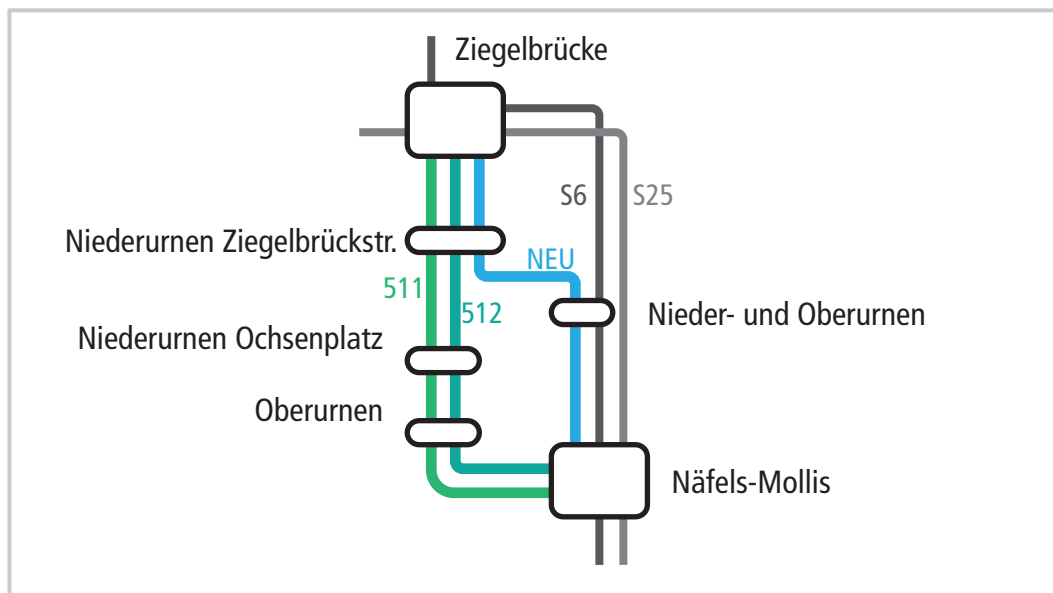 Ziegelbrücke
S6
S25
Niederurnen Ziegelbrückstr.
NEU
511
512
Nieder- und Oberurnen
Niederurnen Ochsenplatz
Oberurnen
Näfels-Mollis